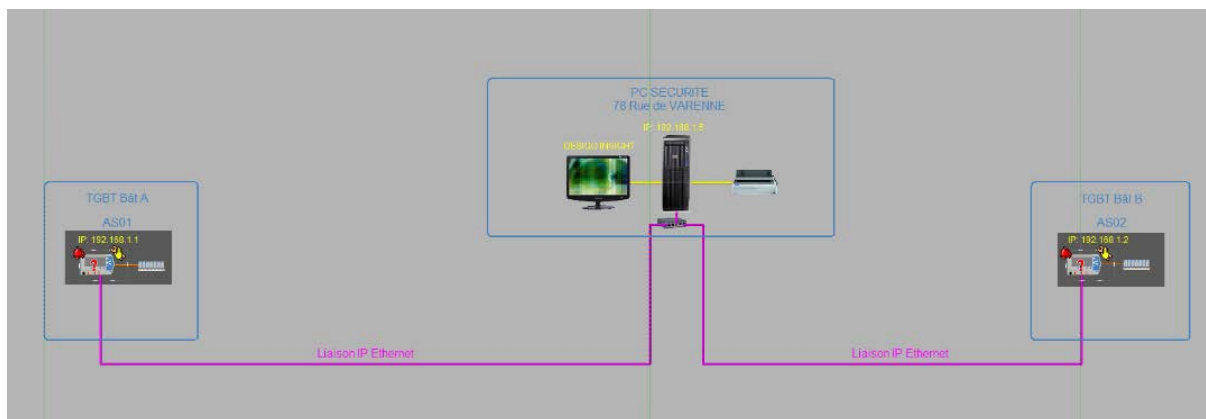 PC SECURITE
78 Rue de VARENNE
IP: 192.168.1.5
DESIGO INSIGHT
TGBT Bât A
AS01
IP: 192.168.1.1
TGBT Bât B
AS02
IP: 192.168.1.2
Liaison IP Ethernet
Liaison IP Ethernet